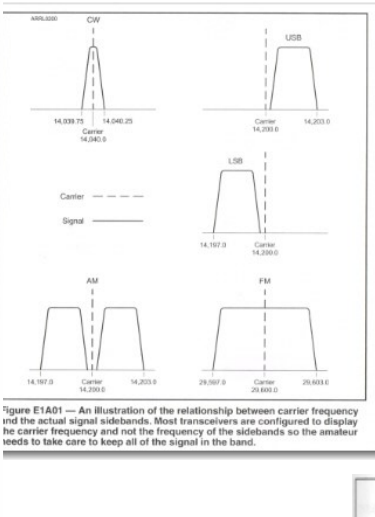 CW
USB
14,039.75 14,040.25
Carrier
14,040.0
Carrier 14,203.0
14,200.0
LSB
Carrier
Signal
14,197.0 Carrier
14,200.0
AM
FM
14,197.0 Carrier 14,203.0
14,200.0
29,597.0 Carrier 29,603.0
29,600.0
Figure E1A01 — An illustration of the relationship between carrier frequency
and the actual signal sidebands. Most transceivers are configured to display
he carrier frequency and not the frequency of the sidebands so the amateur
needs to take care to keep all of the signal in the band.